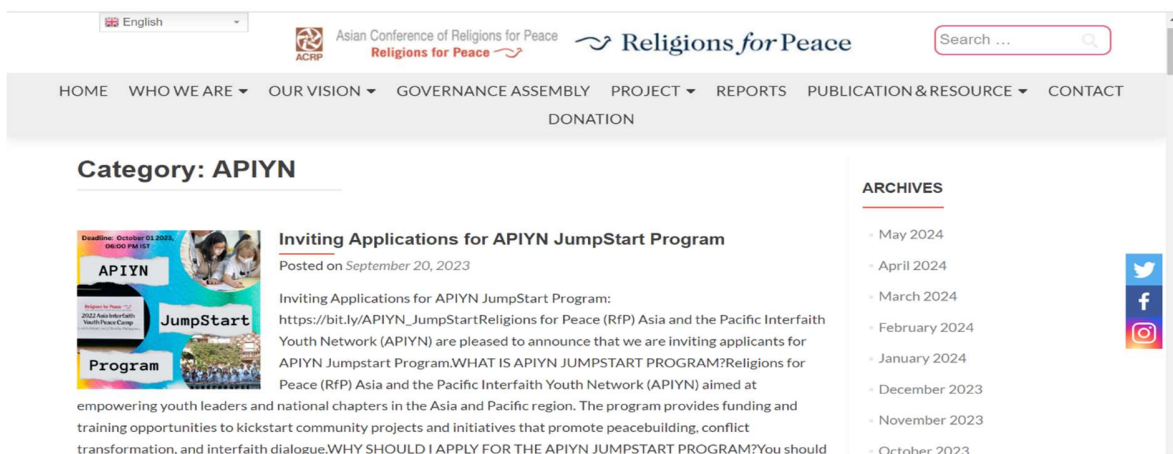 English
Asian Conference of Religions for Peace
Religions for Peace
ACRP
Religions for Peace
Search ...
HOME WHO WE ARE OUR VISION GOVERNANCE ASSEMBLY PROJECT REPORTS PUBLICATION & RESOURCE CONTACT
DONATION
Category: APIYN
Deadline: October 01 2023,
06:00 PM IST
APIYN
Religions for Peace
2022 Asia Interfaith
Youth Peace Camp
JumpStart
Program
Inviting Applications for APIYN JumpStart Program
Posted on September 20, 2023
Inviting Applications for APIYN JumpStart Program:
https://bit.ly/APIYN_JumpStartReligions for Peace (RfP) Asia and the Pacific Interfaith
Youth Network (APIYN) are pleased to announce that we are inviting applicants for
APIYN Jumpstart Program.WHAT IS APIYN JUMPSTART PROGRAM?Religions for
Peace (RfP) Asia and the Pacific Interfaith Youth Network (APIYN) aimed at
empowering youth leaders and national chapters in the Asia and Pacific region. The program provides funding and
training opportunities to kickstart community projects and initiatives that promote peacebuilding, conflict
transformation, and interfaith dialogue.WHY SHOULD I APPLY FOR THE APIYN JUMPSTART PROGRAM?You should
ARCHIVES
May 2024
April 2024
March 2024
February 2024
January 2024
December 2023
November 2023
October 2023